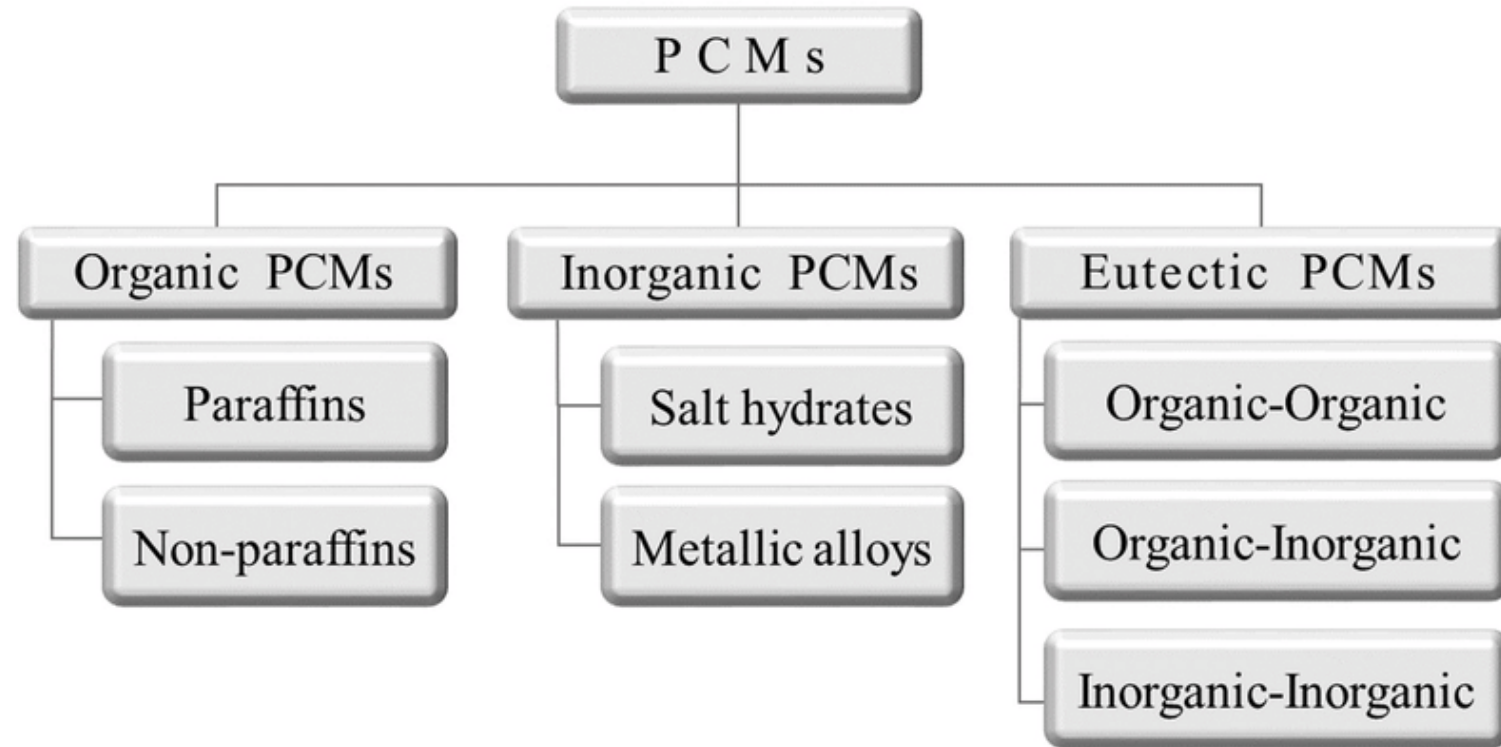 P C M s
Organic PCMs
Paraffins
Non-paraffins
Inorganic PCMs
Salt hydrates
Metallic alloys
Eutectic PCMs
Organic-Organic
Organic-Inorganic
Inorganic-Inorganic